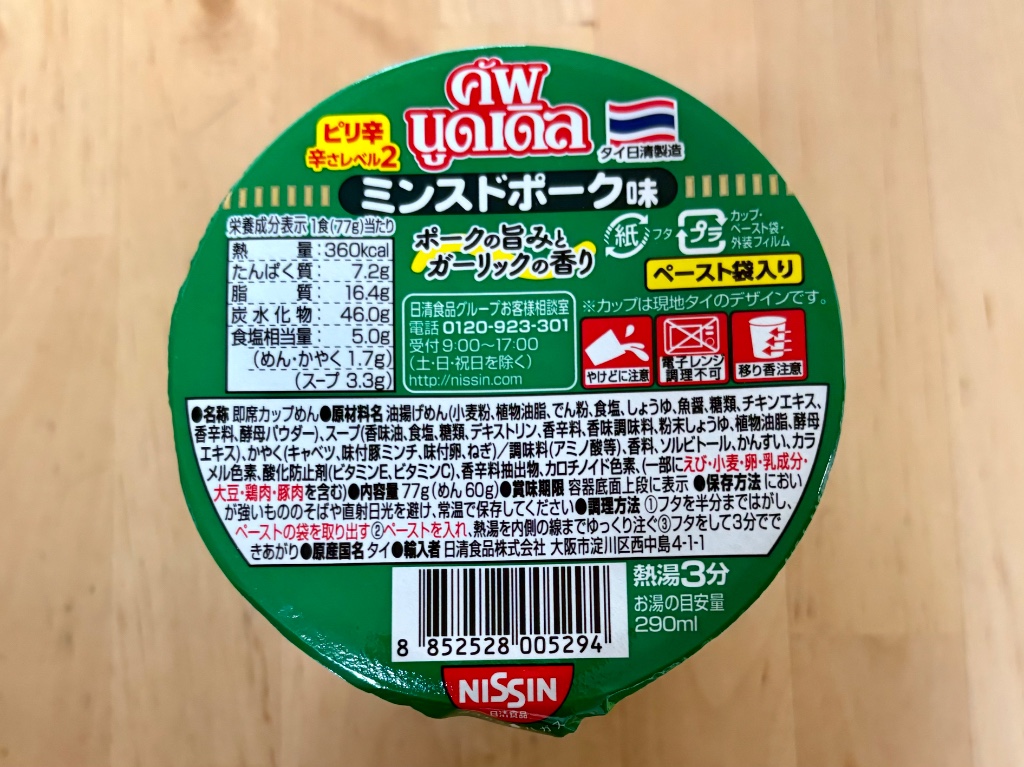 คัพ
นูดเดิล
ピリ辛
辛さレベル2
タイ日清製造
ミンスドポーク味
栄養成分表示 1食(77g)当たり
熱量: 360kcal
たんぱく質: 7.2g
脂質: 16.4g
炭水化物: 46.0g
食塩相当量: 5.0g
(めん・かやく 1.7g)
(スープ 3.3g)
ポークの旨みと
ガーリックの香り
紙 フタ
プラ カップ・
ペースト袋・
外装フィルム
ペースト袋入り
※カップは現地タイのデザインです。
日清食品グループお客様相談室
電話 0120-923-301
受付 9:00~17:00
(土・日・祝日を除く)
http://nissin.com
やけどに注意
電子レンジ
調理不可
移り香注意
●名称 即席カップめん●原材料名 油揚げめん(小麦粉、植物油脂、でん粉、食塩、しょうゆ、魚醤、糖類、チキンエキス、
香辛料、酵母パウダー)、スープ(香味油、食塩、糖類、デキストリン、香辛料、香味調味料、粉末しょうゆ、植物油脂、酵母
エキス)、かやく(キャベツ、味付豚ミンチ、味付卵、ねぎ)/調味料(アミノ酸等)、香料、ソルビトール、かんすい、カラ
メル色素、酸化防止剤(ビタミンE、ビタミンC)、香辛料抽出物、カロチノイド色素、(一部にえび・小麦・卵・乳成分・
大豆・鶏肉・豚肉を含む)●内容量 77g(めん 60g)●賞味期限 容器底面上段に表示 ●保存方法 におい
が強いもののそばや直射日光を避け、常温で保存してください●調理方法 ①フタを半分まではがし、
ペーストの袋を取り出す②ペーストを入れ、熱湯を内側の線までゆっくり注ぐ③フタをして3分でで
きあがり●原産国名 タイ●輸入者 日清食品株式会社 大阪市淀川区西中島4-1-1
熱湯3分
お湯の目安量
290ml
8 852528 005294
NISSIN
日清食品